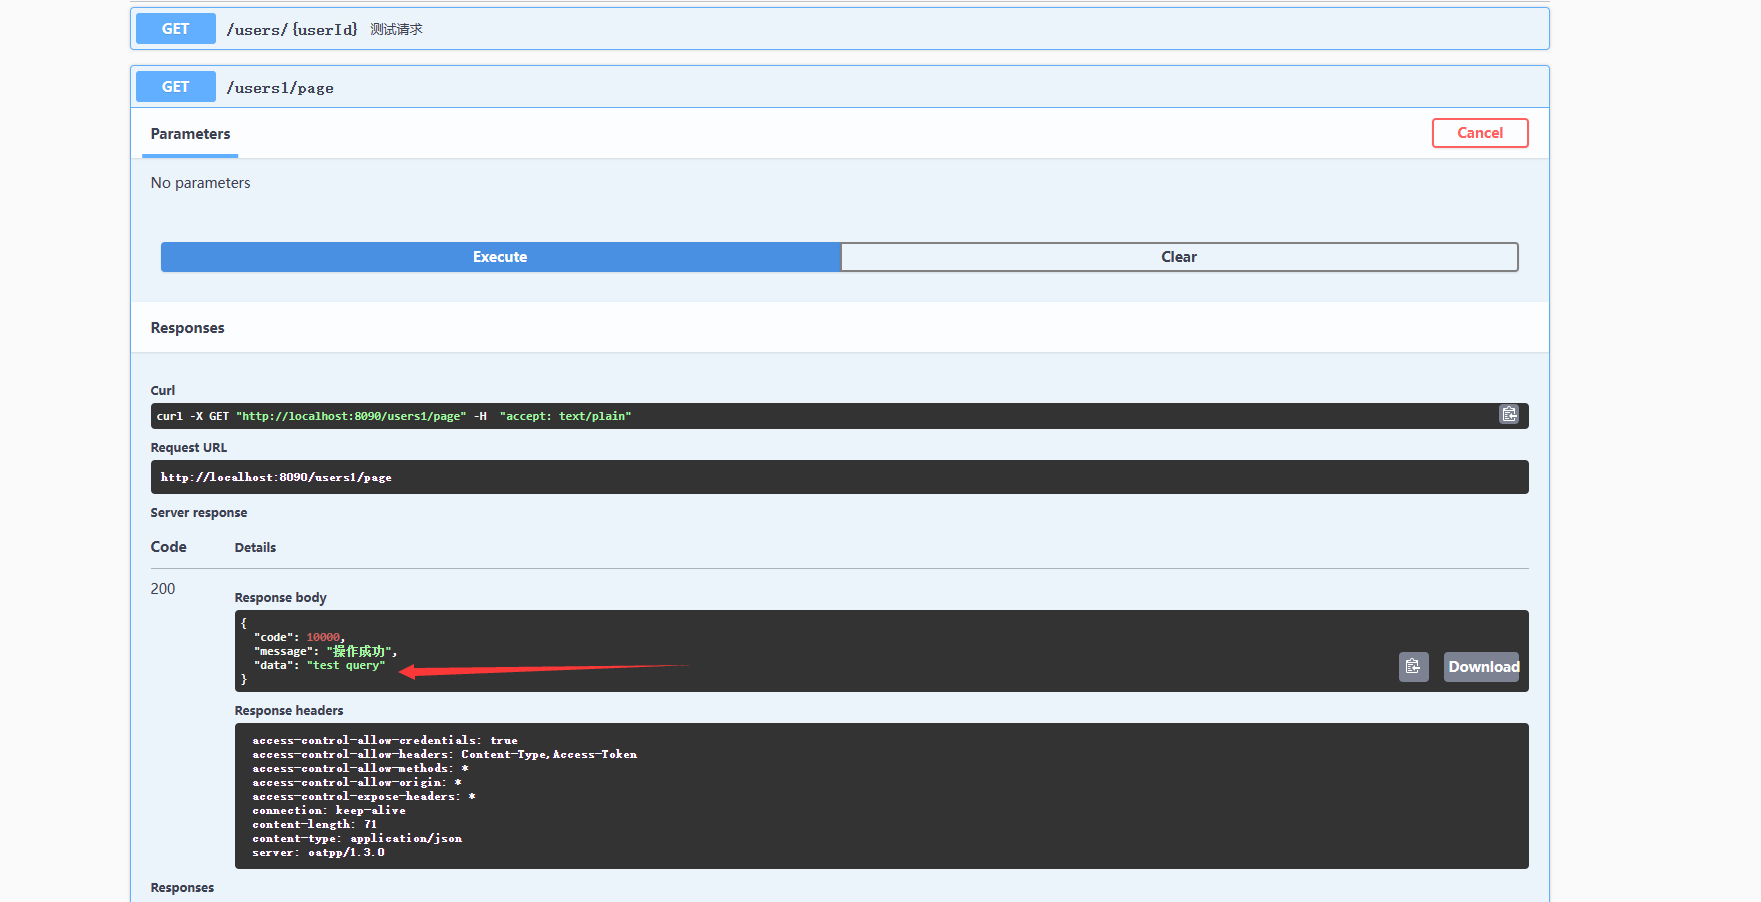 GET /users/{userId} 测试请求
GET /users1/page
Parameters Cancel
No parameters
Execute Clear
Responses
Curl
curl -X GET "http://localhost:8090/users1/page" -H  "accept: text/plain"
Request URL
http://localhost:8090/users1/page
Server response
Code Details
200
Response body
{
  "code": 10000,
  "message": "操作成功",
  "data": "test query"
}
Download
Response headers
access-control-allow-credentials: true
access-control-allow-headers: Content-Type,Access-Token
access-control-allow-methods: *
access-control-allow-origin: *
access-control-expose-headers: *
connection: keep-alive
content-length: 71
content-type: application/json
server: oatpp/1.3.0
Responses